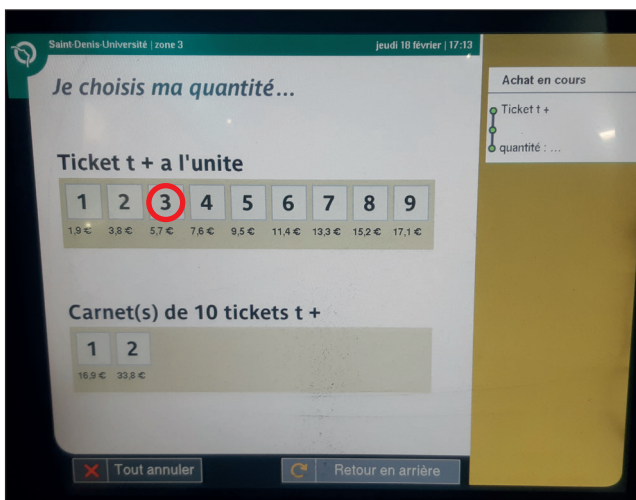 Saint-Denis-Université | zone 3 jeudi 18 février | 17:13
Je choisis ma quantité...
Achat en cours
Ticket t +
quantité : ...
Ticket t + a l'unite
1 2 3 4 5 6 7 8 9
1,9 € 3,8 € 5,7 € 7,6 € 9,5 € 11,4 € 13,3 € 15,2 € 17,1 €
Carnet(s) de 10 tickets t +
1 2
16,9 € 33,8 €
Tout annuler Retour en arrière